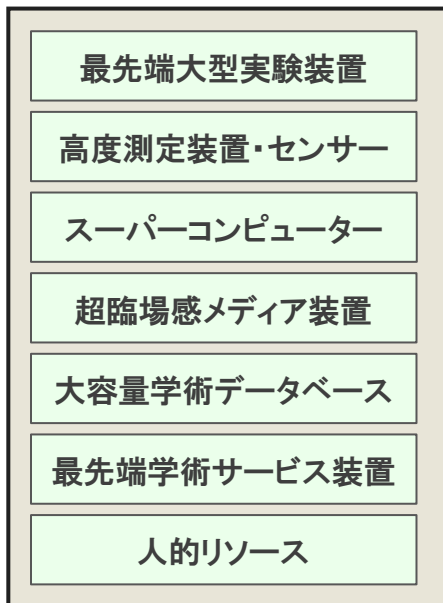 最先端大型実験装置
高度測定装置・センサー
スーパーコンピューター
超臨場感メディア装置
大容量学術データベース
最先端学術サービス装置
人的リソース